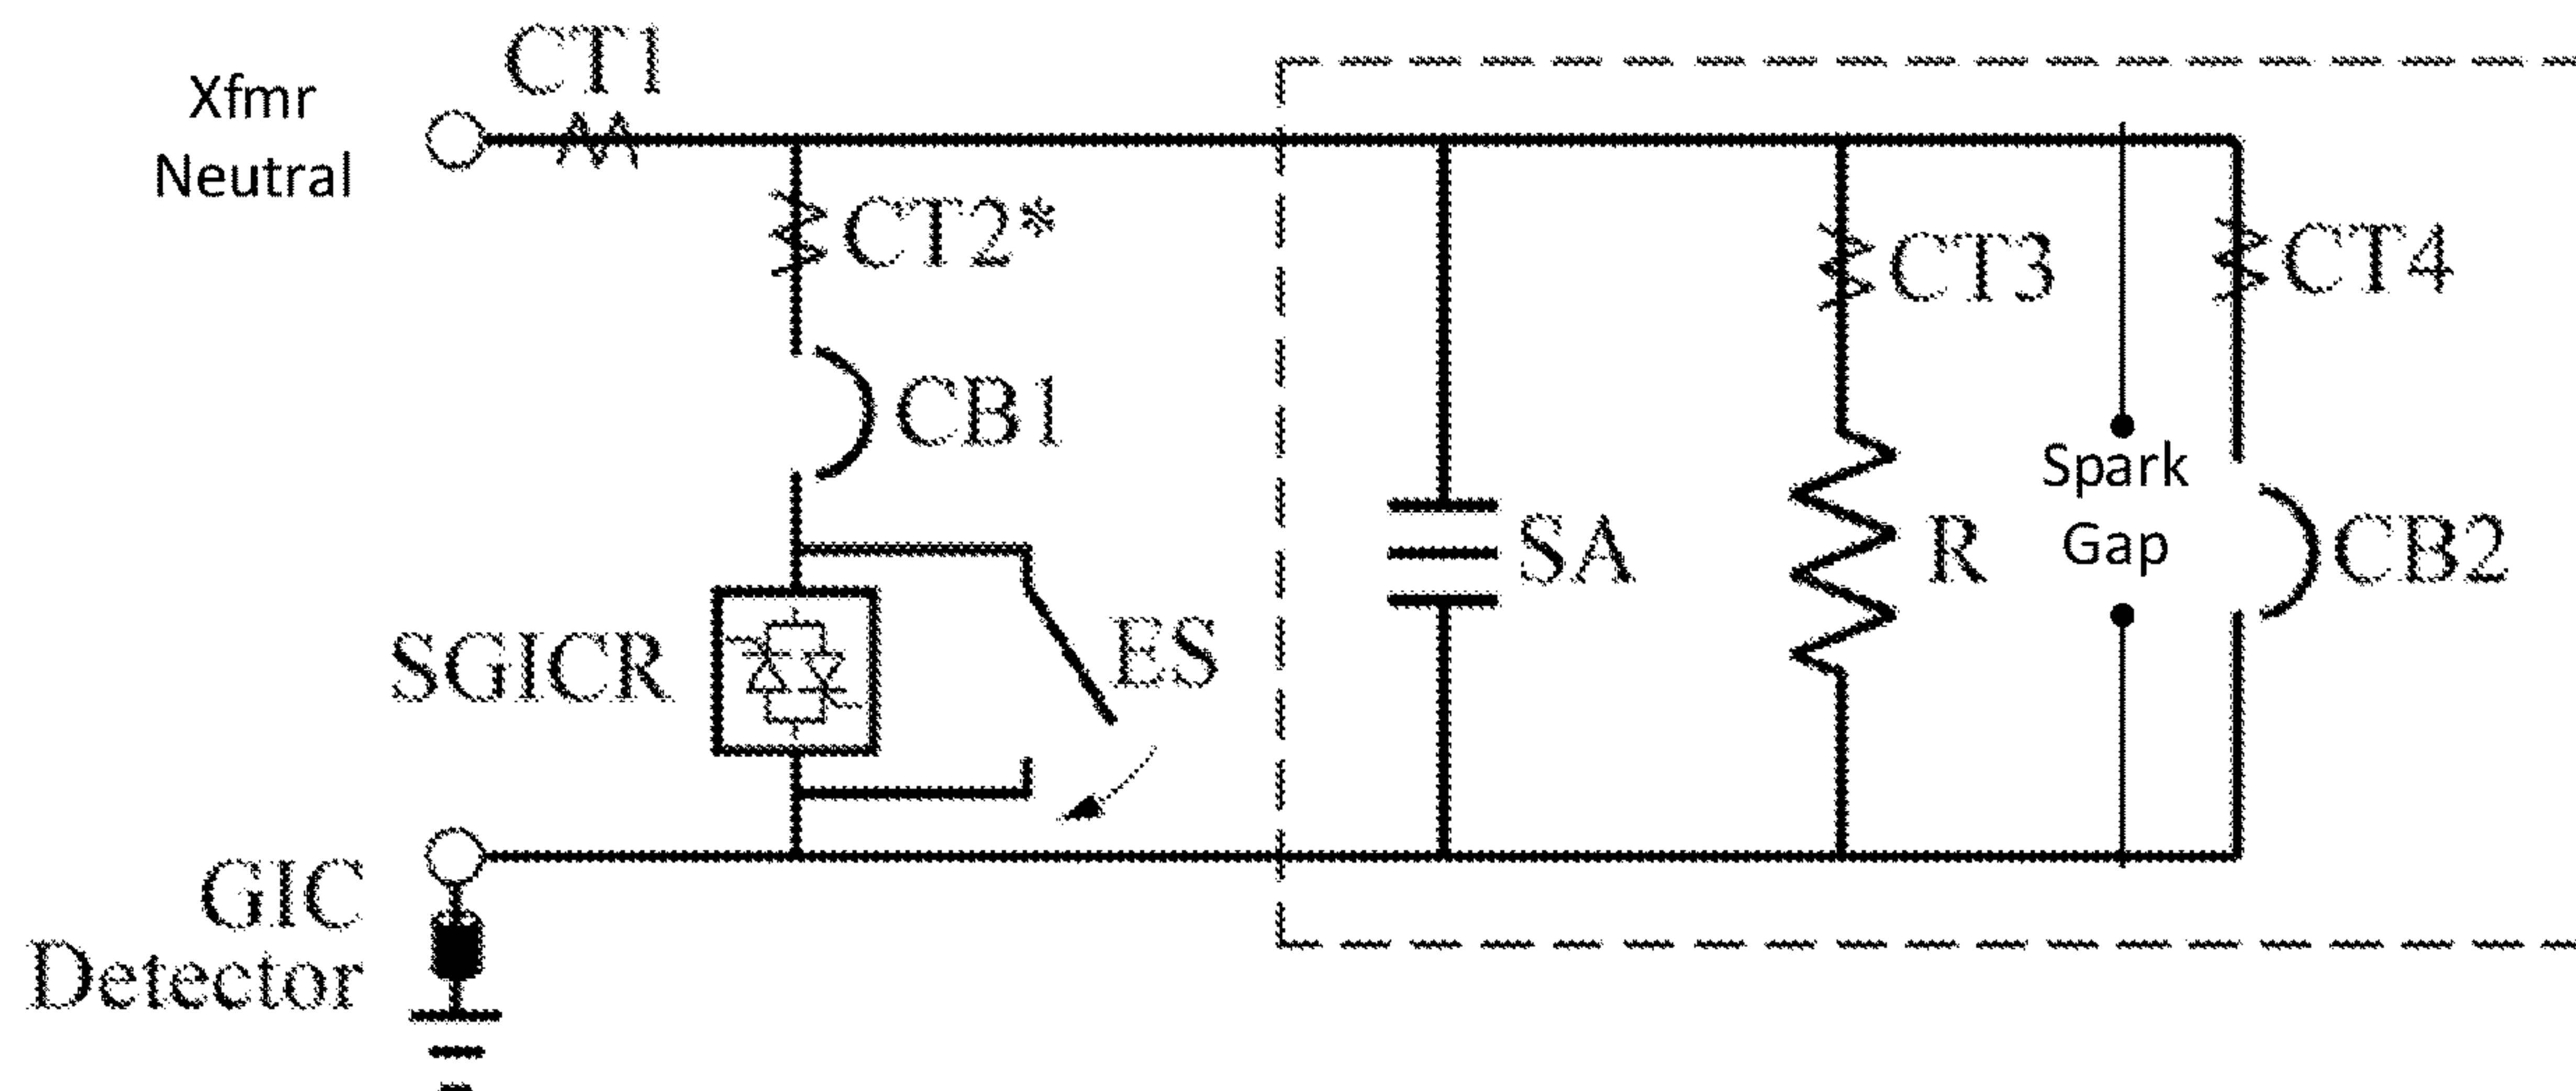 CT1
Xfmr
Neutral
CT2*
CT3
CT4
CB1
Spark
Gap
SA
R
CB2
SGICR
ES
GIC
Detector